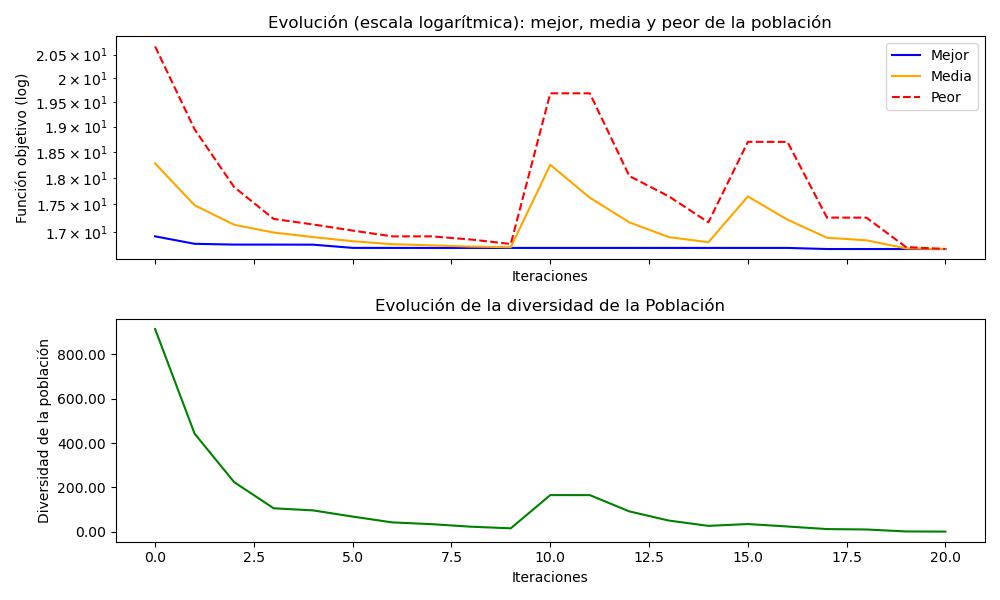 Evolución (escala logarítmica): mejor, media y peor de la población
2.05 × 10¹
2 × 10¹
1.95 × 10¹
1.9 × 10¹
1.85 × 10¹
1.8 × 10¹
1.75 × 10¹
1.7 × 10¹
Función objetivo (log)
Mejor
Media
Peor
Iteraciones
Evolución de la diversidad de la Población
800.00
600.00
400.00
200.00
0.00
Diversidad de la población
0.0 2.5 5.0 7.5 10.0 12.5 15.0 17.5 20.0
Iteraciones